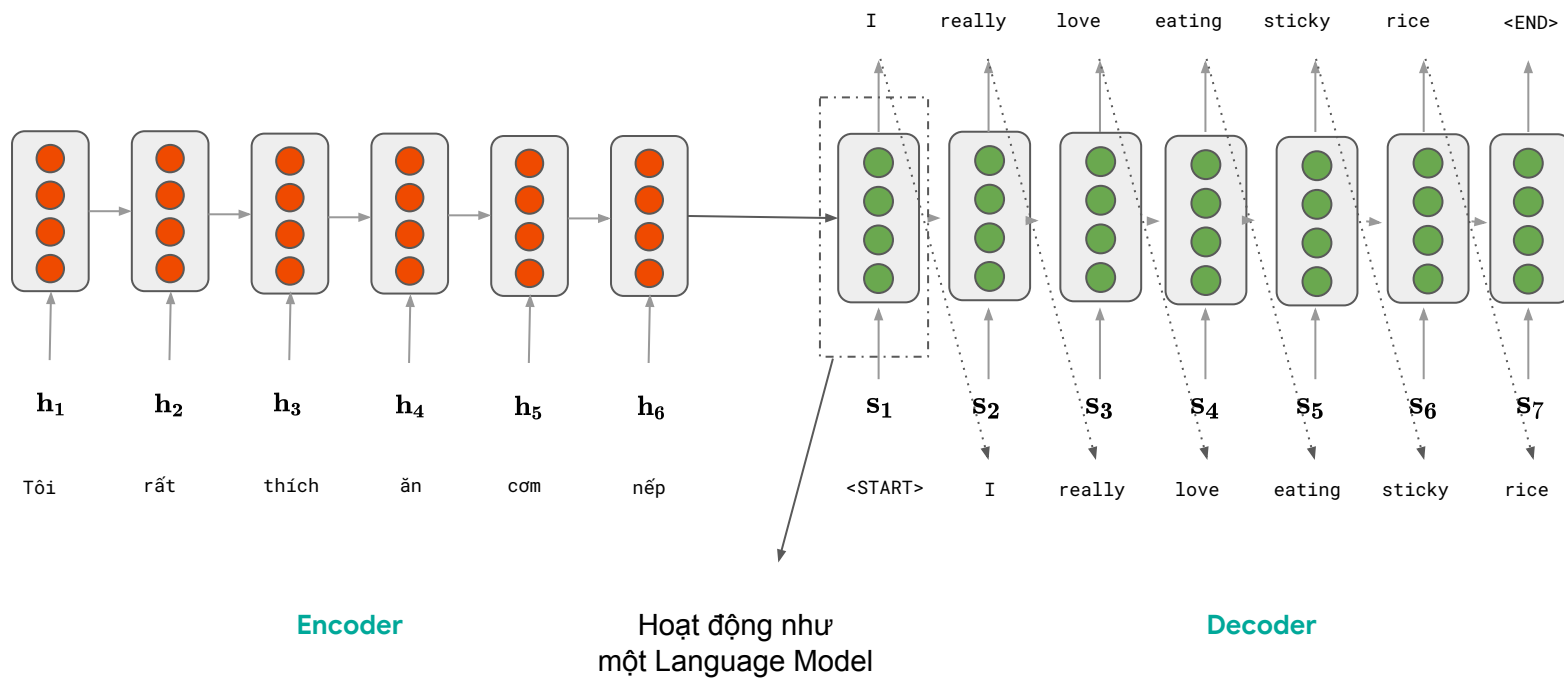 I really love eating sticky rice <END>
h₁ h₂ h₃ h₄ h₅ h₆ s₁ s₂ s₃ s₄ s₅ s₆ s₇
Tôi rất thích ăn cơm nếp <START> I really love eating sticky rice
Encoder
Hoạt động như
một Language Model
Decoder